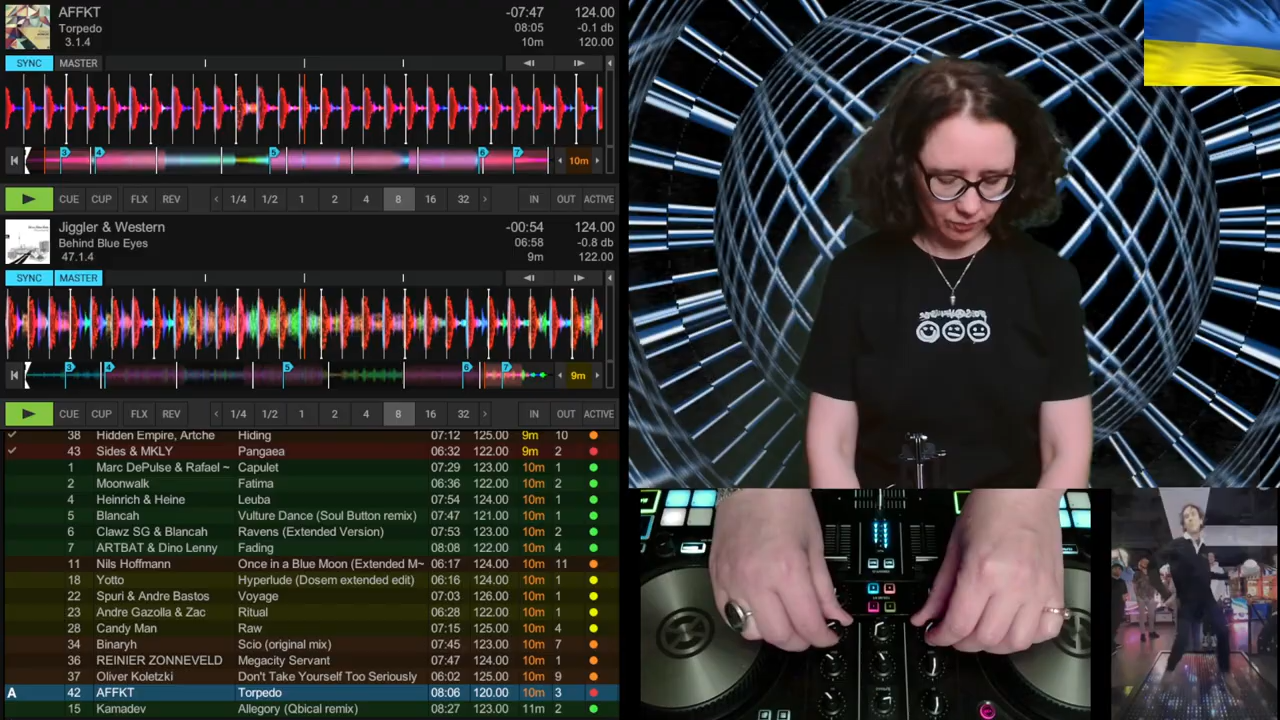 AFFKT -07:47 124.00
Torpedo 08:05 -0.1 db
3.1.4 10m 120.00
SYNC MASTER
3 4 5 6 7 10m
CUE CUP FLX REV < 1/4 1/2 1 2 4 8 16 32 > IN OUT ACTIVE
Jiggler & Western -00:54 124.00
Behind Blue Eyes 06:58 -0.8 db
47.1.4 9m 122.00
SYNC MASTER
3 4 5 6 7 9m
CUE CUP FLX REV < 1/4 1/2 1 2 4 8 16 32 > IN OUT ACTIVE
38 Hidden Empire, Artche Hiding 07:12 125.00 9m 10
43 Sides & MKLY Pangaea 06:32 122.00 9m 2
1 Marc DePulse & Rafael ~ Capulet 07:29 123.00 10m 1
2 Moonwalk Fatima 06:36 122.00 10m 2
4 Heinrich & Heine Leuba 07:54 124.00 10m 1
5 Blancah Vulture Dance (Soul Button remix) 07:47 121.00 10m 1
6 Clawz SG & Blancah Ravens (Extended Version) 07:53 123.00 10m 2
7 ARTBAT & Dino Lenny Fading 08:08 122.00 10m 4
11 Nils Hoffmann Once in a Blue Moon (Extended M~ 06:17 124.00 10m 11
18 Yotto Hyperlude (Dosem extended edit) 06:16 124.00 10m 1
22 Spuri & Andre Bastos Voyage 07:03 126.00 10m 1
23 Andre Gazolla & Zac Ritual 06:28 122.00 10m 1
28 Candy Man Raw 07:15 125.00 10m 4
34 Binaryh Scio (original mix) 07:45 123.00 10m 7
36 REINIER ZONNEVELD Megacity Servant 07:47 124.00 10m 1
37 Oliver Koletzki Don't Take Yourself Too Seriously 06:02 125.00 10m 9
A 42 AFFKT Torpedo 08:06 120.00 10m 3
15 Kamadev Allegory (Qbical remix) 08:27 123.00 11m 2